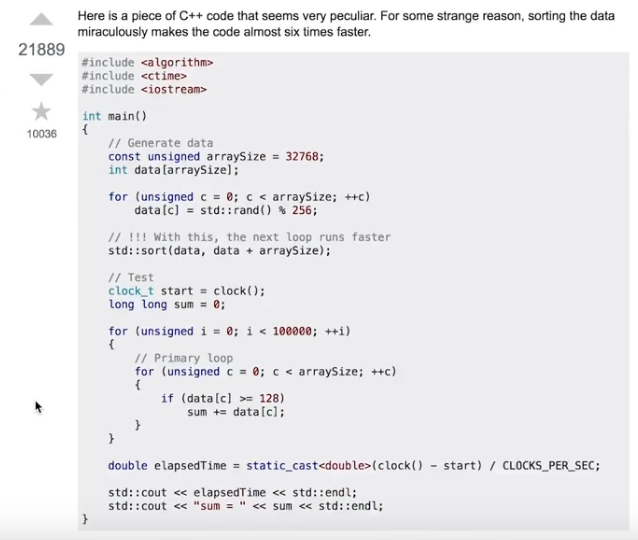 Here is a piece of C++ code that seems very peculiar. For some strange reason, sorting the data
miraculously makes the code almost six times faster.
21889
10036
#include <algorithm>
#include <ctime>
#include <iostream>
int main()
{
    // Generate data
    const unsigned arraySize = 32768;
    int data[arraySize];
    for (unsigned c = 0; c < arraySize; ++c)
        data[c] = std::rand() % 256;
    // !!! With this, the next loop runs faster
    std::sort(data, data + arraySize);
    // Test
    clock_t start = clock();
    long long sum = 0;
    for (unsigned i = 0; i < 100000; ++i)
    {
        // Primary loop
        for (unsigned c = 0; c < arraySize; ++c)
        {
            if (data[c] >= 128)
                sum += data[c];
        }
    }
    double elapsedTime = static_cast<double>(clock() - start) / CLOCKS_PER_SEC;
    std::cout << elapsedTime << std::endl;
    std::cout << "sum = " << sum << std::endl;
}